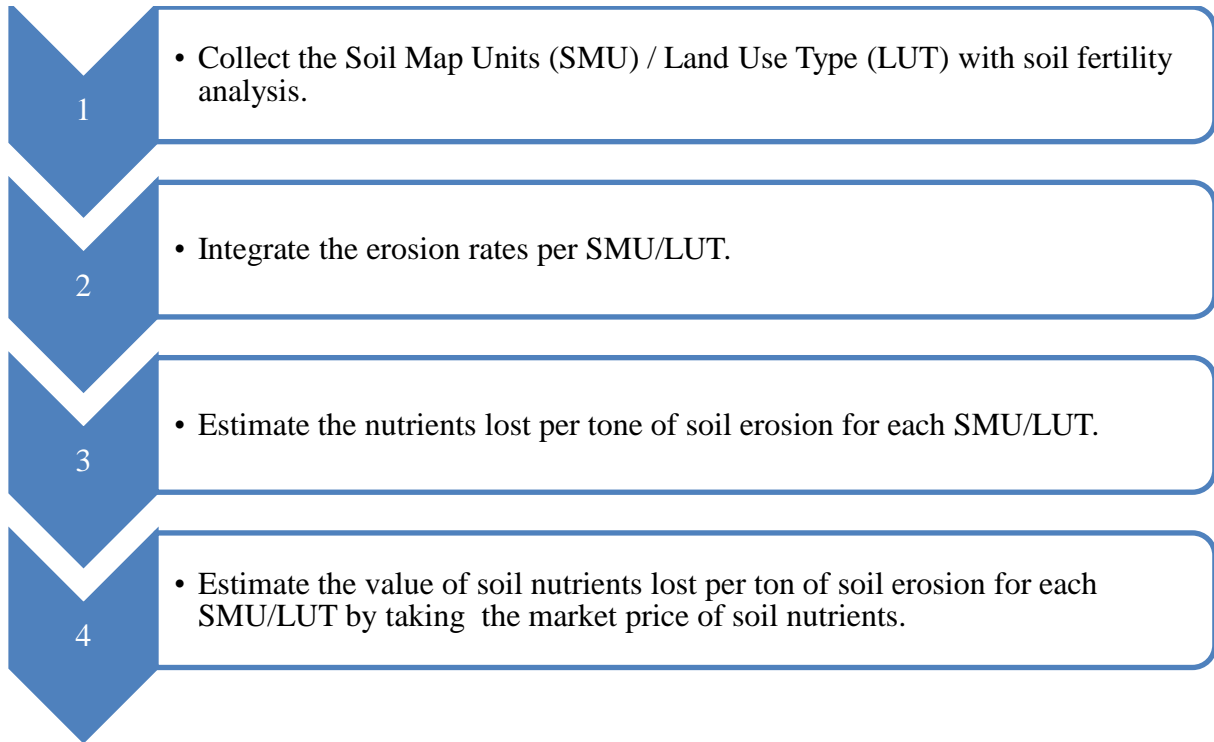 1
• Collect the Soil Map Units (SMU) / Land Use Type (LUT) with soil fertility
analysis.
2
• Integrate the erosion rates per SMU/LUT.
3
• Estimate the nutrients lost per tone of soil erosion for each SMU/LUT.
4
• Estimate the value of soil nutrients lost per ton of soil erosion for each
SMU/LUT by taking  the market price of soil nutrients.